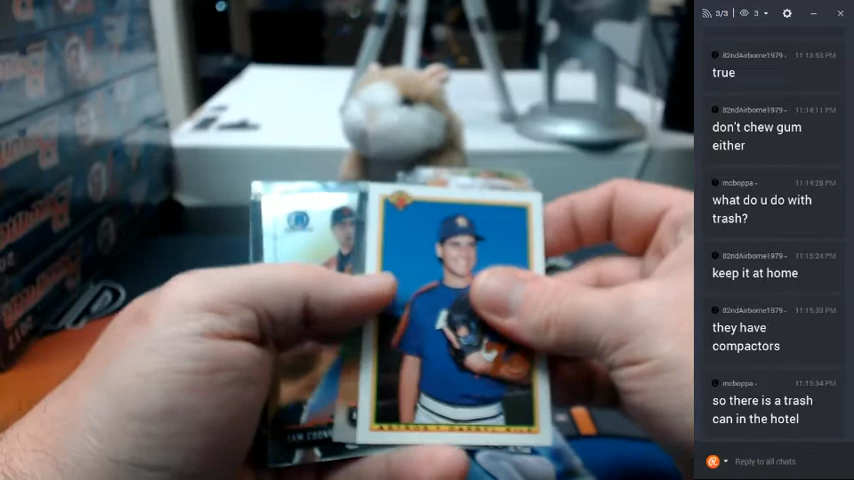 3/3
3
82ndAirborne1979 -
11:13:53 PM
true
82ndAirborne1979 -
11:14:11 PM
don't chew gum
either
mcboppa -
11:14:28 PM
what do u do with
trash?
82ndAirborne1979 -
11:15:24 PM
keep it at home
82ndAirborne1979 -
11:15:33 PM
they have
compactors
mcboppa -
11:15:34 PM
so there is a trash
can in the hotel
Reply to all chats